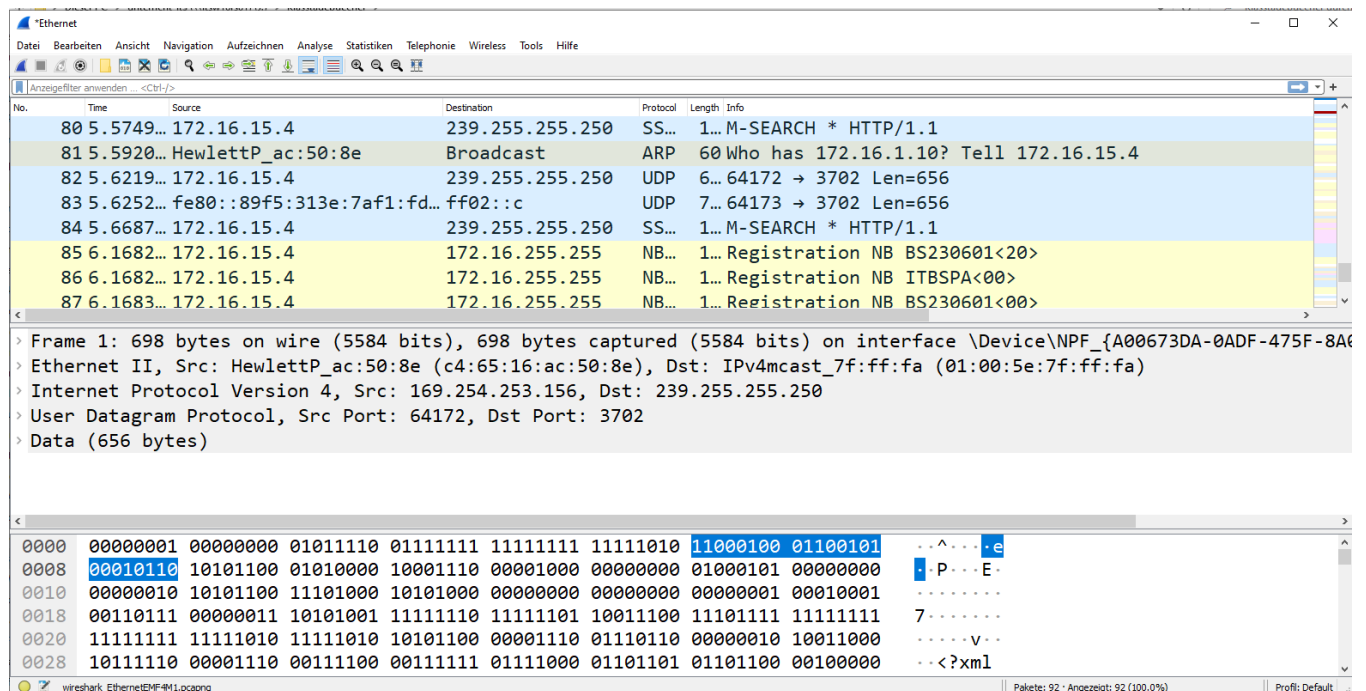 *Ethernet
Datei Bearbeiten Ansicht Navigation Aufzeichnen Analyse Statistiken Telephonie Wireless Tools Hilfe
Anzeigefilter anwenden ... <Ctrl-/>
No. Time Source Destination Protocol Length Info
80 5.5749… 172.16.15.4 239.255.255.250 SS… 1… M-SEARCH * HTTP/1.1
81 5.5920… HewlettP_ac:50:8e Broadcast ARP 60 Who has 172.16.1.10? Tell 172.16.15.4
82 5.6219… 172.16.15.4 239.255.255.250 UDP 6… 64172 → 3702 Len=656
83 5.6252… fe80::89f5:313e:7af1:fd… ff02::c UDP 7… 64173 → 3702 Len=656
84 5.6687… 172.16.15.4 239.255.255.250 SS… 1… M-SEARCH * HTTP/1.1
85 6.1682… 172.16.15.4 172.16.255.255 NB… 1… Registration NB BS230601<20>
86 6.1682… 172.16.15.4 172.16.255.255 NB… 1… Registration NB ITBSPA<00>
87 6.1683… 172.16.15.4 172.16.255.255 NB… 1… Registration NB BS230601<00>
Frame 1: 698 bytes on wire (5584 bits), 698 bytes captured (5584 bits) on interface \Device\NPF_{A00673DA-0ADF-475F-8A0
Ethernet II, Src: HewlettP_ac:50:8e (c4:65:16:ac:50:8e), Dst: IPv4mcast_7f:ff:fa (01:00:5e:7f:ff:fa)
Internet Protocol Version 4, Src: 169.254.253.156, Dst: 239.255.255.250
User Datagram Protocol, Src Port: 64172, Dst Port: 3702
Data (656 bytes)
0000 00000001 00000000 01011110 01111111 11111111 11111010 11000100 01100101 ··^····e
0008 00010110 10101100 01010000 10001110 00001000 00000000 01000101 00000000 ··P···E·
0010 00000010 10101100 11101000 10101000 00000000 00000000 00000001 00010001 ········
0018 00110111 00000011 10101001 11111110 11111101 10011100 11101111 11111111 7·······
0020 11111111 11111010 11111010 10101100 00001110 01110110 00000010 10011000 ·····v··
0028 10111110 00001110 00111100 00111111 01111000 01101101 01101100 00100000 ··<?xml
wireshark_EthernetEMF4M1.pcapng Pakete: 92 · Angezeigt: 92 (100.0%) Profil: Default